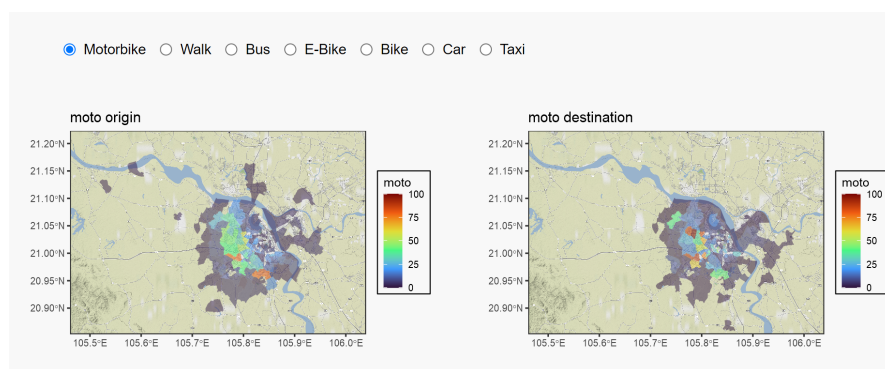 Motorbike Walk Bus E-Bike Bike Car Taxi
moto origin
21.20°N
21.15°N
21.10°N
21.05°N
21.00°N
20.95°N
20.90°N
105.5°E 105.6°E 105.7°E 105.8°E 105.9°E 106.0°E
moto
100
75
50
25
0
moto destination
21.20°N
21.15°N
21.10°N
21.05°N
21.00°N
20.95°N
20.90°N
105.5°E 105.6°E 105.7°E 105.8°E 105.9°E 106.0°E
moto
100
75
50
25
0